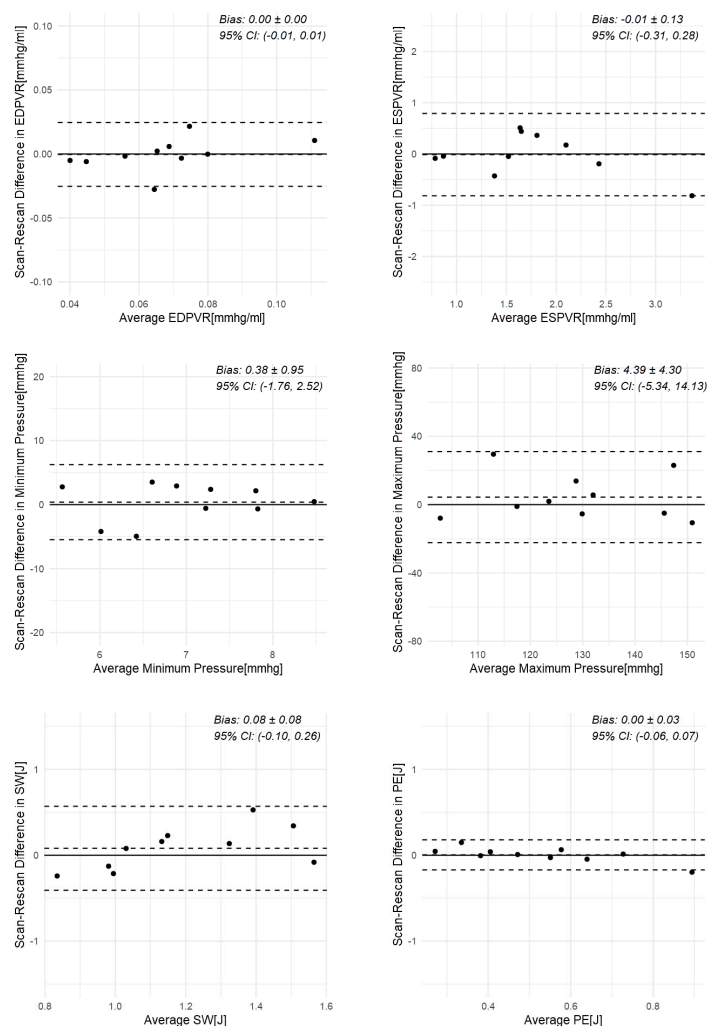 Bias: 0.00 ± 0.00
95% CI: (-0.01, 0.01)
Scan-Rescan Difference in EDPVR[mmhg/ml]
0.10
0.05
0.00
-0.05
-0.10
0.04 0.06 0.08 0.10
Average EDPVR[mmhg/ml]
Bias: -0.01 ± 0.13
95% CI: (-0.31, 0.28)
Scan-Rescan Difference in ESPVR[mmhg/ml]
2
1
0
-1
-2
1.0 1.5 2.0 2.5 3.0
Average ESPVR[mmhg/ml]
Bias: 0.38 ± 0.95
95% CI: (-1.76, 2.52)
Scan-Rescan Difference in Minimum Pressure[mmhg]
20
10
0
-10
-20
6 7 8
Average Minimum Pressure[mmhg]
Bias: 4.39 ± 4.30
95% CI: (-5.34, 14.13)
Scan-Rescan Difference in Maximum Pressure[mmhg]
80
40
0
-40
-80
110 120 130 140 150
Average Maximum Pressure[mmhg]
Bias: 0.08 ± 0.08
95% CI: (-0.10, 0.26)
Scan-Rescan Difference in SW[J]
1
0
-1
0.8 1.0 1.2 1.4 1.6
Average SW[J]
Bias: 0.00 ± 0.03
95% CI: (-0.06, 0.07)
Scan-Rescan Difference in PE[J]
1
0
-1
0.4 0.6 0.8
Average PE[J]